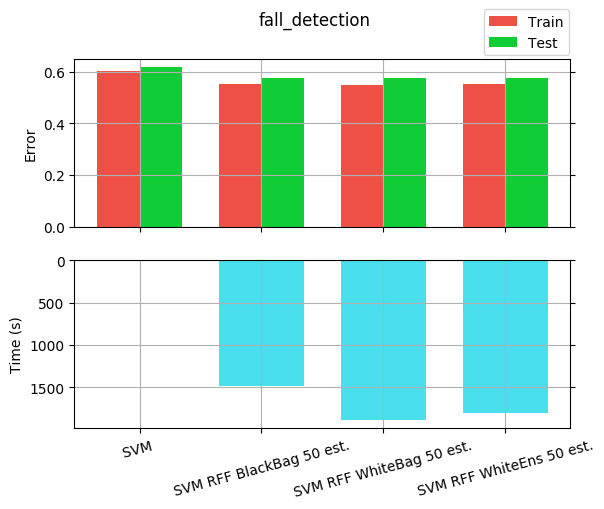 fall_detection
Train
Test
0.6
0.4
0.2
0.0
Error
0
500
1000
1500
Time (s)
SVM
SVM RFF BlackBag 50 est.
SVM RFF WhiteBag 50 est.
SVM RFF WhiteEns 50 est.